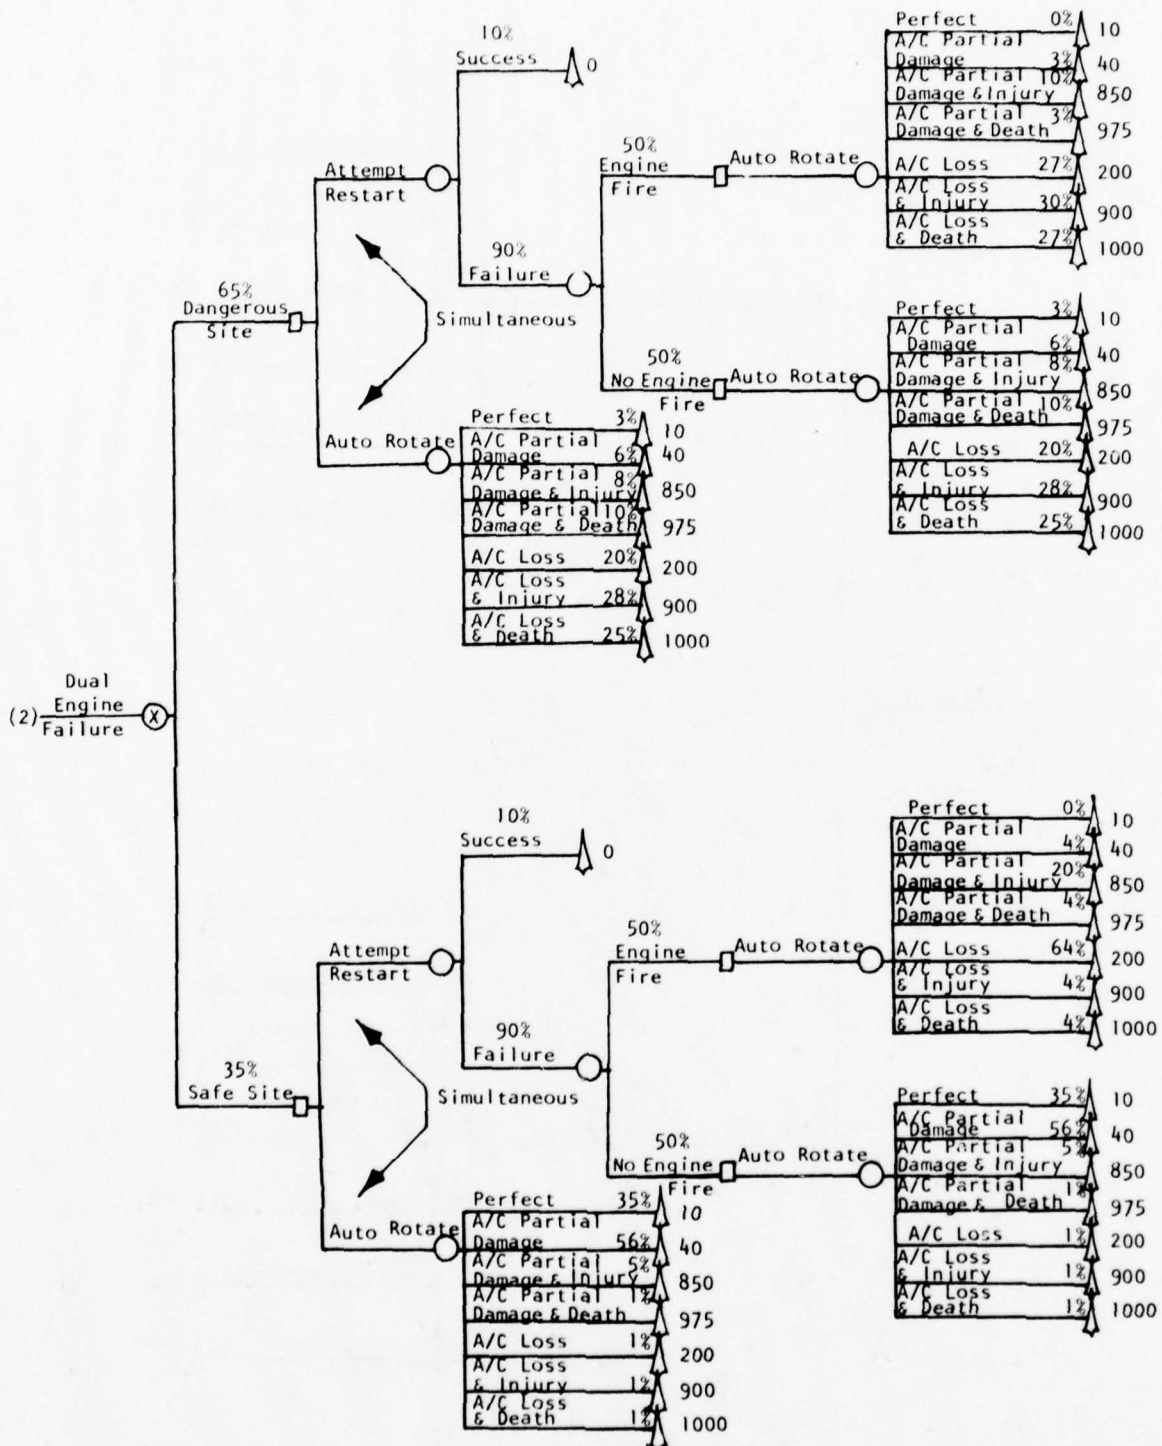 10%
Success
0
Attempt
Restart
90%
Failure
50%
Engine
Fire
Auto Rotate
Perfect 0% 10
A/C Partial
Damage 3% 40
A/C Partial 10%
Damage & Injury 850
A/C Partial 3%
Damage & Death 975
A/C Loss 27% 200
A/C Loss
& Injury 30% 900
A/C Loss
& Death 27% 1000
65%
Dangerous
Site
Simultaneous
50%
No Engine
Fire
Auto Rotate
Perfect 3% 10
A/C Partial
Damage 6% 40
A/C Partial 8%
Damage & Injury 850
A/C Partial 10%
Damage & Death 975
A/C Loss 20% 200
A/C Loss
& Injury 28% 900
A/C Loss
& Death 25% 1000
Auto Rotate
Perfect 3% 10
A/C Partial
Damage 6% 40
A/C Partial 8%
Damage & Injury 850
A/C Partial 10%
Damage & Death 975
A/C Loss 20% 200
A/C Loss
& Injury 28% 900
A/C Loss
& Death 25% 1000
Dual
(2) Engine
Failure
X
10%
Success
0
Attempt
Restart
90%
Failure
50%
Engine
Fire
Auto Rotate
Perfect 0% 10
A/C Partial
Damage 4% 40
A/C Partial 20%
Damage & Injury 850
A/C Partial 4%
Damage & Death 975
A/C Loss 64% 200
A/C Loss
& Injury 4% 900
A/C Loss
& Death 4% 1000
35%
Safe Site
Simultaneous
50%
No Engine
Fire
Auto Rotate
Perfect 35% 10
A/C Partial
Damage 56% 40
A/C Partial 5%
Damage & Injury 850
A/C Partial 1%
Damage & Death 975
A/C Loss 1% 200
A/C Loss
& Injury 1% 900
A/C Loss
& Death 1% 1000
Auto Rotate
Perfect 35% 10
A/C Partial
Damage 56% 40
A/C Partial 5%
Damage & Injury 850
A/C Partial 1%
Damage & Death 975
A/C Loss 1% 200
A/C Loss
& Injury 1% 900
A/C Loss
& Death 1% 1000